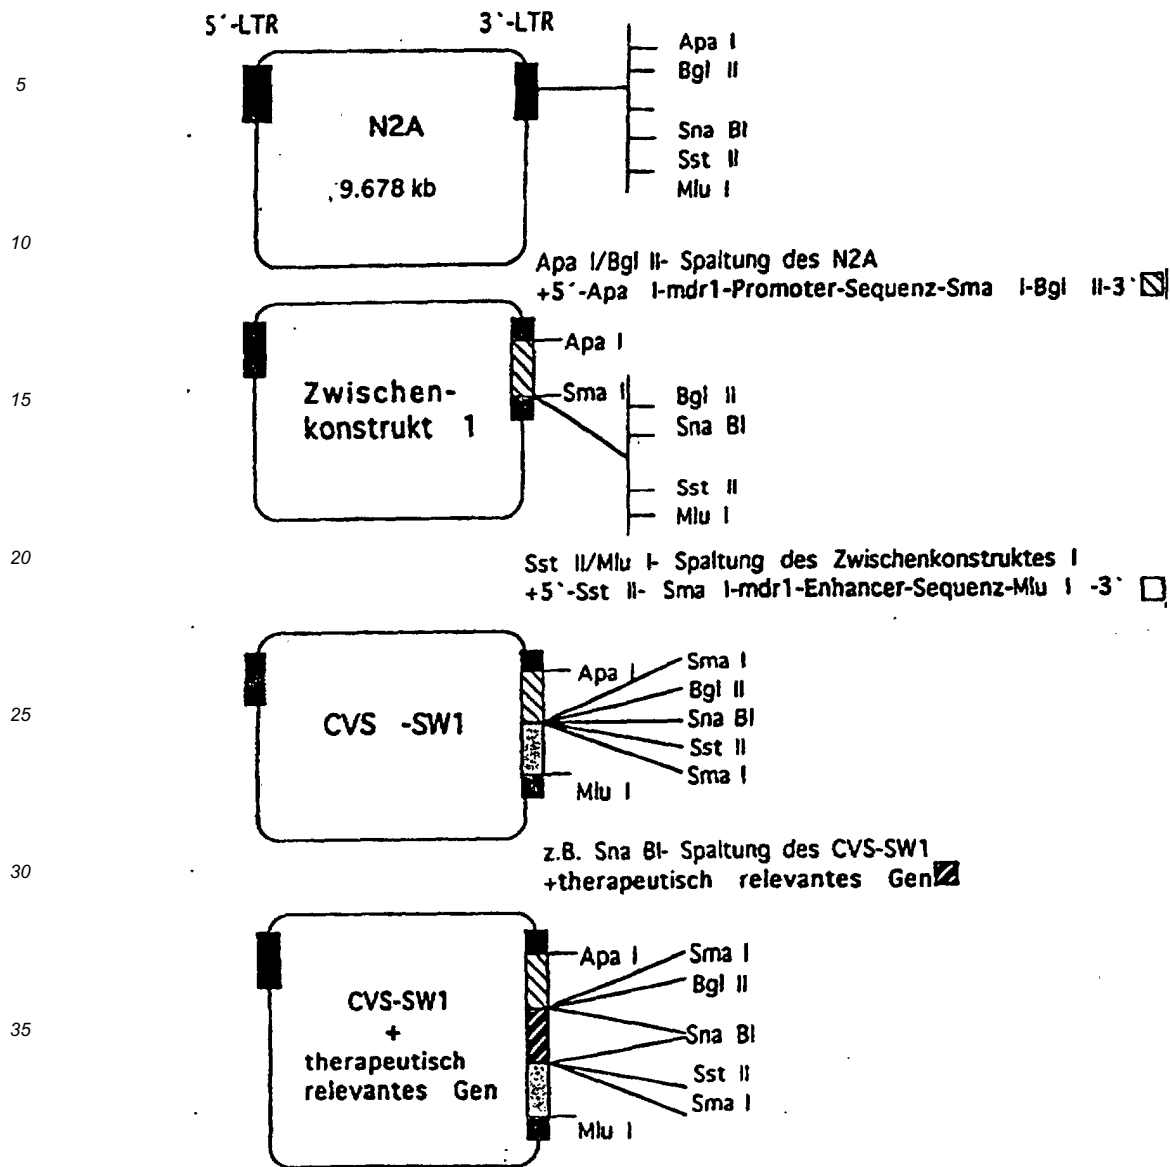 5`-LTR 3`-LTR
Apa I
5
Bgl II
N2A
Sna BI
Sst II
9.678 kb
Mlu I
10
Apa I/Bgl II- Spaltung des N2A
+5`-Apa I-mdr1-Promoter-Sequenz-Sma I-Bgl II-3`
Apa I
Zwischen-
konstrukt 1
15
Sma I
Bgl II
Sna BI
Sst II
Mlu I
20
Sst II/Mlu I- Spaltung des Zwischenkonstruktes I
+5`-Sst II- Sma I-mdr1-Enhancer-Sequenz-Mlu I -3`
Apa I
Sma I
Bgl II
25
CVS -SW1
Sna BI
Sst II
Sma I
Mlu I
30
z.B. Sna BI- Spaltung des CVS-SW1
+therapeutisch relevantes Gen
Apa I
Sma I
Bgl II
CVS-SW1
35
+
Sna BI
therapeutisch
relevantes Gen
Sst II
Sma I
Mlu I